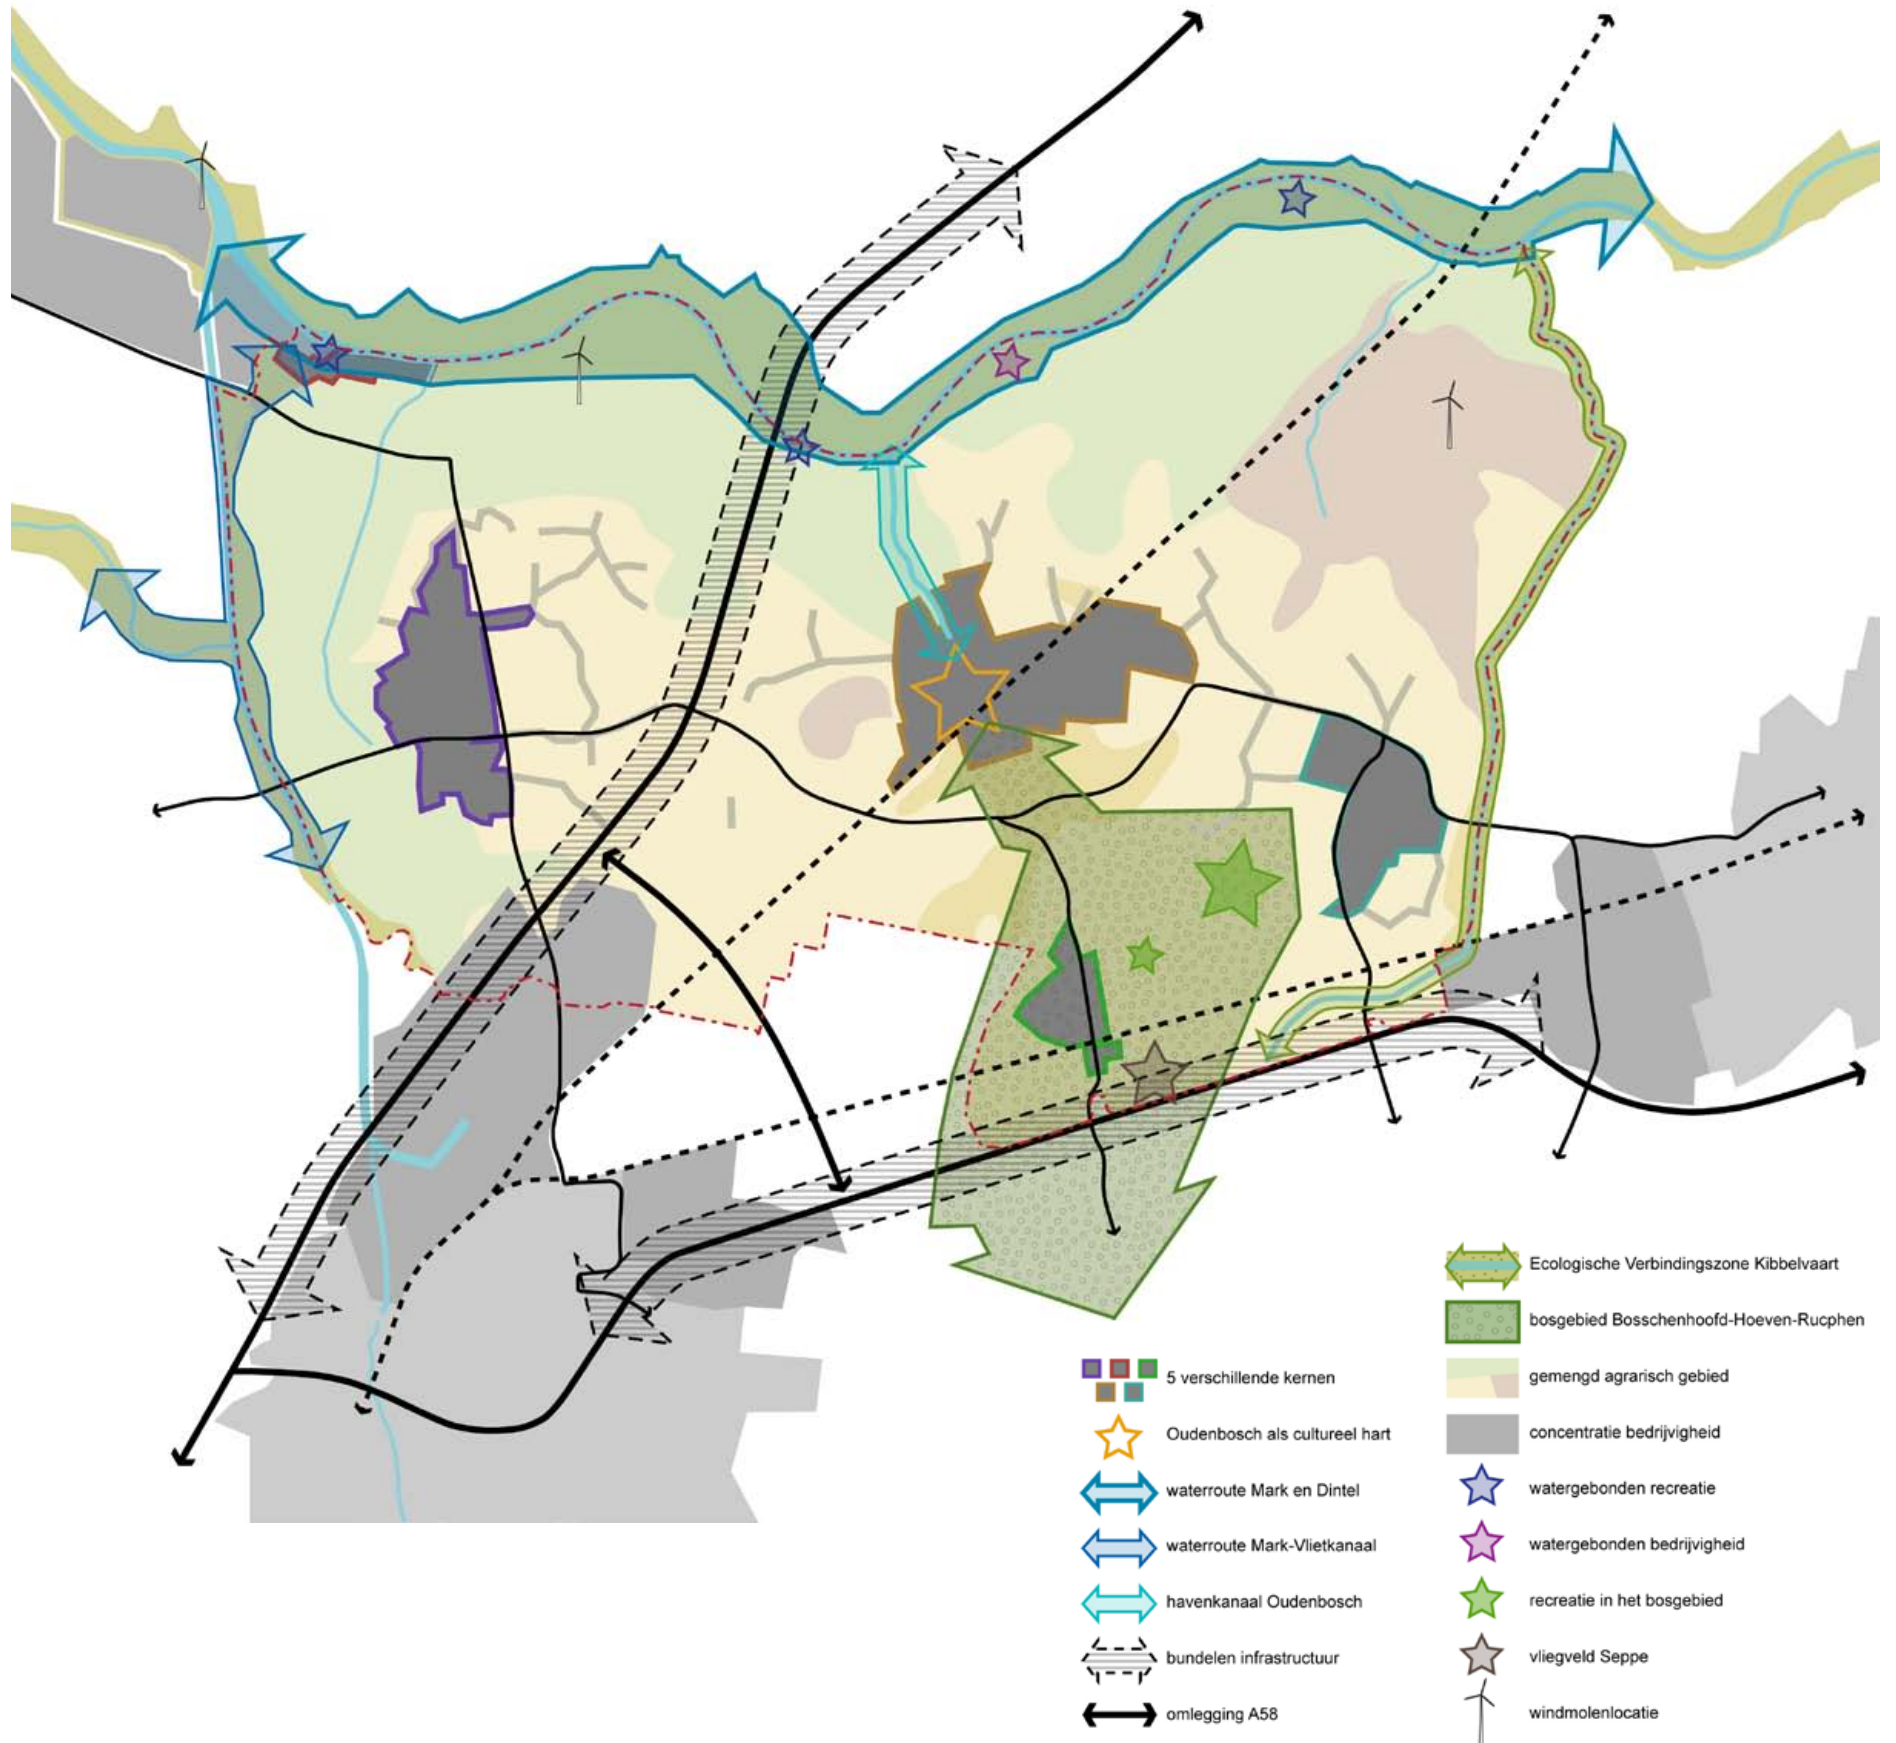 5 verschillende kernen
Oudenbosch als cultureel hart
waterroute Mark en Dintel
waterroute Mark-Vlietkanaal
havenkanaal Oudenbosch
bundelen infrastructuur
omlegging A58
Ecologische Verbindingszone Kibbelvaart
bosgebied Bosschenhoofd-Hoeven-Rucphen
gemengd agrarisch gebied
concentratie bedrijvigheid
watergebonden recreatie
watergebonden bedrijvigheid
recreatie in het bosgebied
vliegveld Seppe
windmolenlocatie